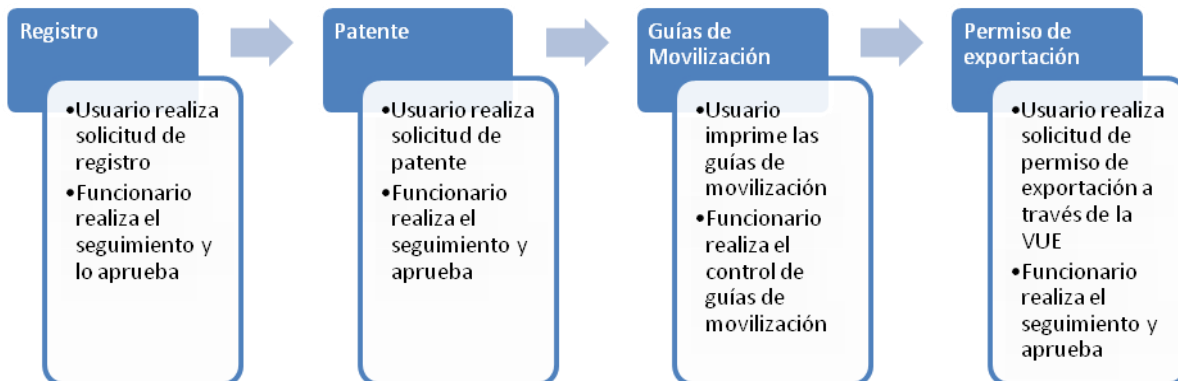 Registro
•Usuario realiza
solicitud de
registro
•Funcionario
realiza el
seguimiento y
lo aprueba
Patente
•Usuario realiza
solicitud de
patente
•Funcionario
realiza el
seguimiento y
aprueba
Guías de
Movilización
•Usuario
imprime las
guías de
movilización
•Funcionario
realiza el
control de
guías de
movilización
Permiso de
exportación
•Usuario realiza
solicitud de
permiso de
exportación a
través de la
VUE
•Funcionario
realiza el
seguimiento y
aprueba